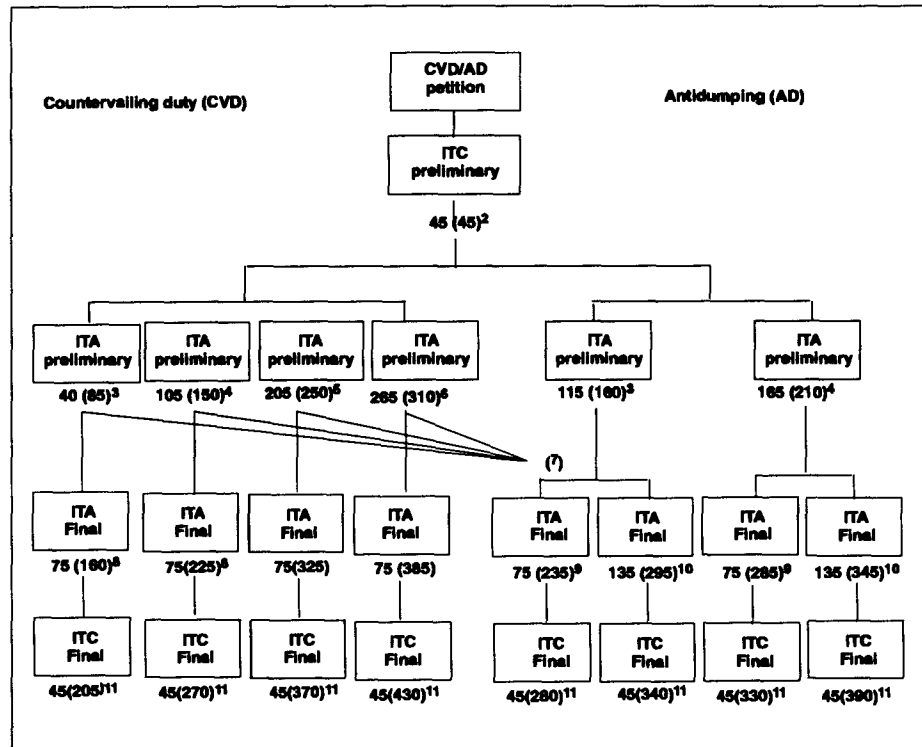 CVD/AD
petition
Countervailing duty (CVD)
Antidumping (AD)
ITC
preliminary
45 (45)²
ITA
preliminary
ITA
preliminary
ITA
preliminary
ITA
preliminary
ITA
preliminary
ITA
preliminary
40 (85)³
105 (150)⁴
205 (250)⁵
265 (310)⁶
115 (160)³
165 (210)⁴
(⁷)
ITA
Final
ITA
Final
ITA
Final
ITA
Final
ITA
Final
ITA
Final
ITA
Final
ITA
Final
75 (160)⁸
75(225)⁸
75(325)
75 (385)
75 (235)⁹
135 (295)¹⁰
75 (285)⁹
135 (345)¹⁰
ITC
Final
ITC
Final
ITC
Final
ITC
Final
ITC
Final
ITC
Final
ITC
Final
ITC
Final
45(205)¹¹
45(270)¹¹
45(370)¹¹
45(430)¹¹
45(280)¹¹
45(340)¹¹
45(330)¹¹
45(390)¹¹